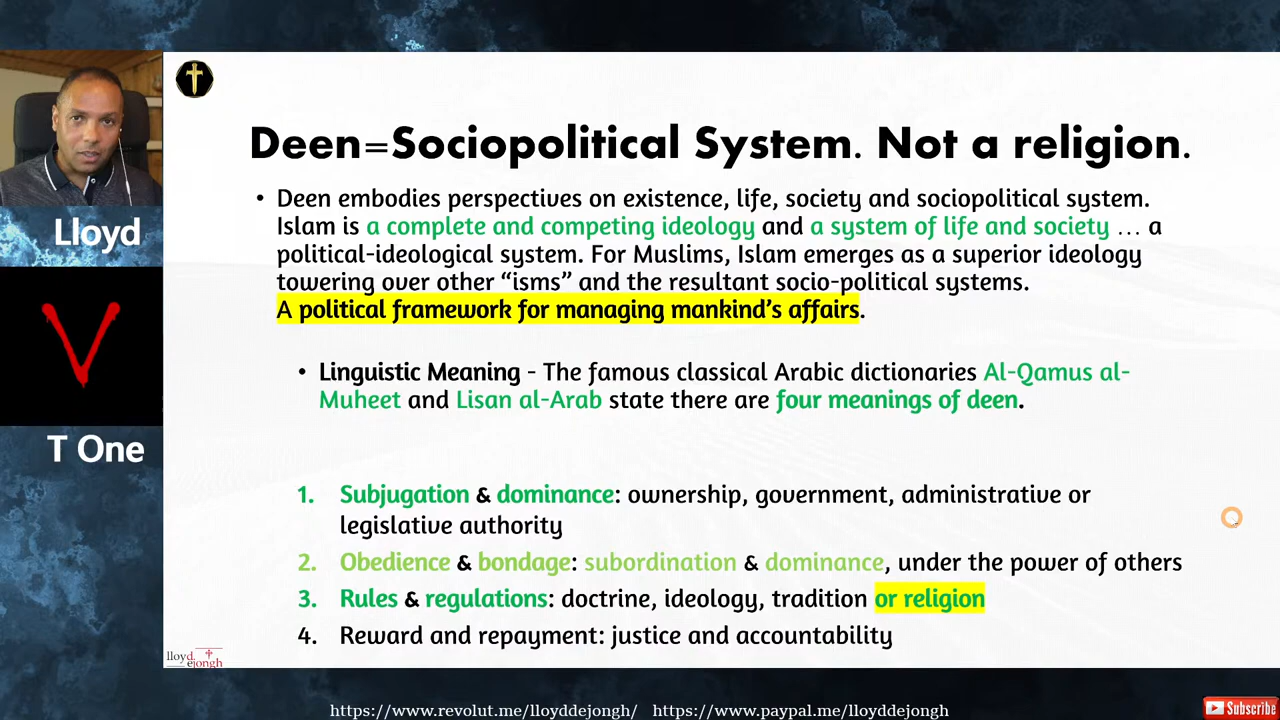 Deen=Sociopolitical System. Not a religion.
• Deen embodies perspectives on existence, life, society and sociopolitical system.
Islam is a complete and competing ideology and a system of life and society … a
political-ideological system. For Muslims, Islam emerges as a superior ideology
towering over other “isms” and the resultant socio-political systems.
A political framework for managing mankind’s affairs.
• Linguistic Meaning - The famous classical Arabic dictionaries Al-Qamus al-
Muheet and Lisan al-Arab state there are four meanings of deen.
1. Subjugation & dominance: ownership, government, administrative or
legislative authority
2. Obedience & bondage: subordination & dominance, under the power of others
3. Rules & regulations: doctrine, ideology, tradition or religion
4. Reward and repayment: justice and accountability
Lloyd
V
T One
lloyd
ejongh
https://www.revolut.me/lloyddejongh/ https://www.paypal.me/lloyddejongh
Subscribe